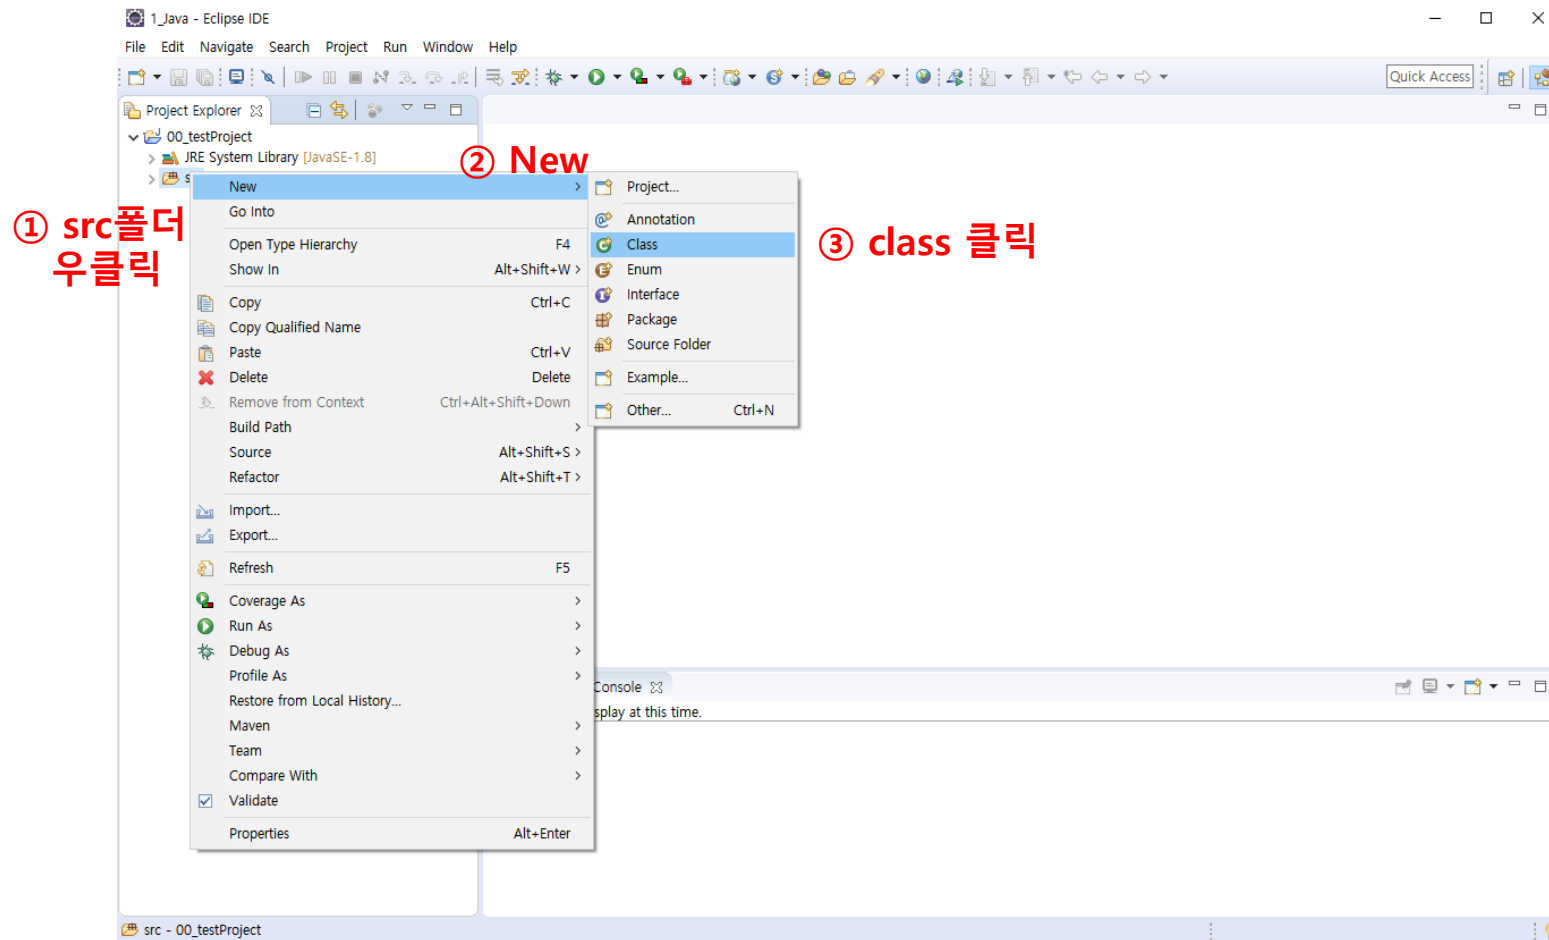 1_Java - Eclipse IDE
File Edit Navigate Search Project Run Window Help
Quick Access
Project Explorer
00_testProject
JRE System Library [JavaSE-1.8]
s
② New
① src폴더
우클릭
③ class 클릭
New
Go Into
Open Type Hierarchy F4
Show In Alt+Shift+W >
Copy Ctrl+C
Copy Qualified Name
Paste Ctrl+V
Delete Delete
Remove from Context Ctrl+Alt+Shift+Down
Build Path
Source Alt+Shift+S >
Refactor Alt+Shift+T >
Import...
Export...
Refresh F5
Coverage As
Run As
Debug As
Profile As
Restore from Local History...
Maven
Team
Compare With
Validate
Properties Alt+Enter
Project...
Annotation
Class
Enum
Interface
Package
Source Folder
Example...
Other... Ctrl+N
Console
splay at this time.
src - 00_testProject